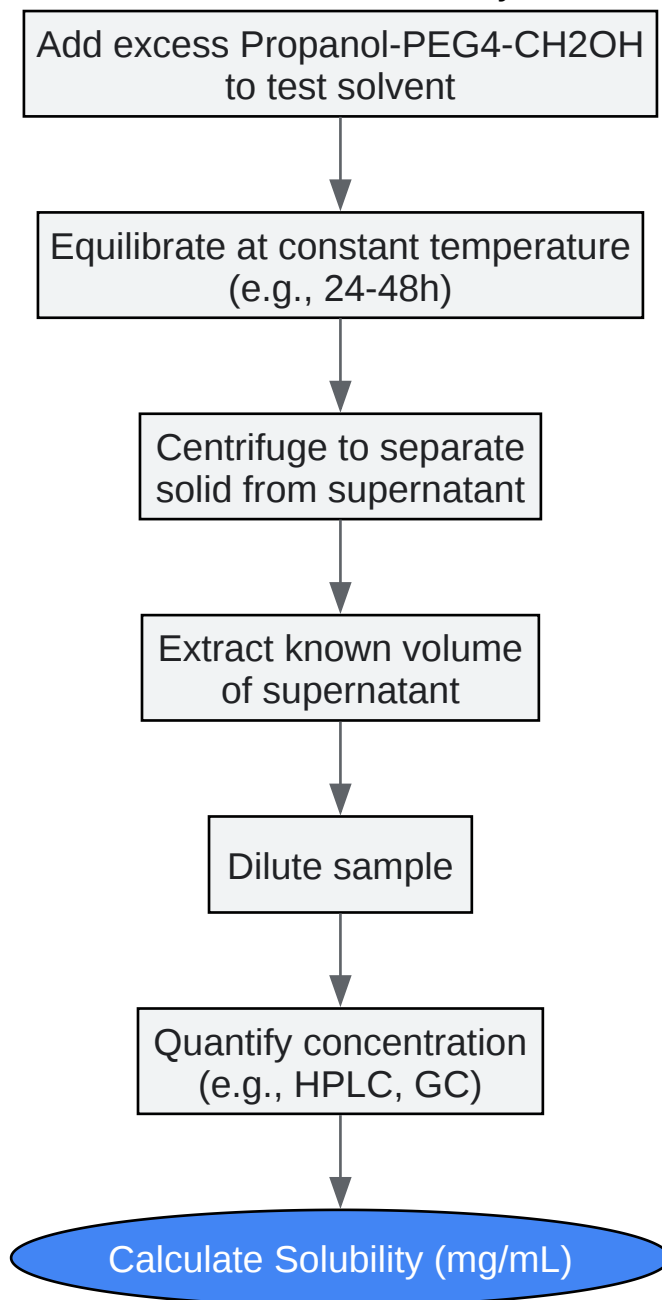 Add excess Propanol-PEG4-CH2OH
to test solvent
Equilibrate at constant temperature
(e.g., 24-48h)
Centrifuge to separate
solid from supernatant
Extract known volume
of supernatant
Dilute sample
Quantify concentration
(e.g., HPLC, GC)
Calculate Solubility (mg/mL)